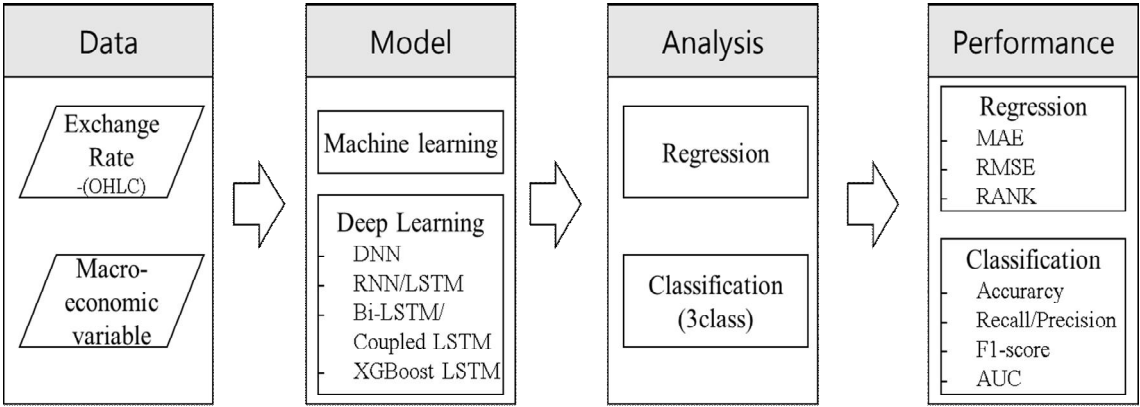 Data
Exchange
Rate
-(OHLC)
Macro-
economic
variable
Model
Machine learning
Deep Learning
- DNN
- RNN/LSTM
- Bi-LSTM/
Coupled LSTM
- XGBoost LSTM
Analysis
Regression
Classification
(3class)
Performance
Regression
- MAE
- RMSE
- RANK
Classification
- Accurarcy
- Recall/Precision
- F1-score
- AUC